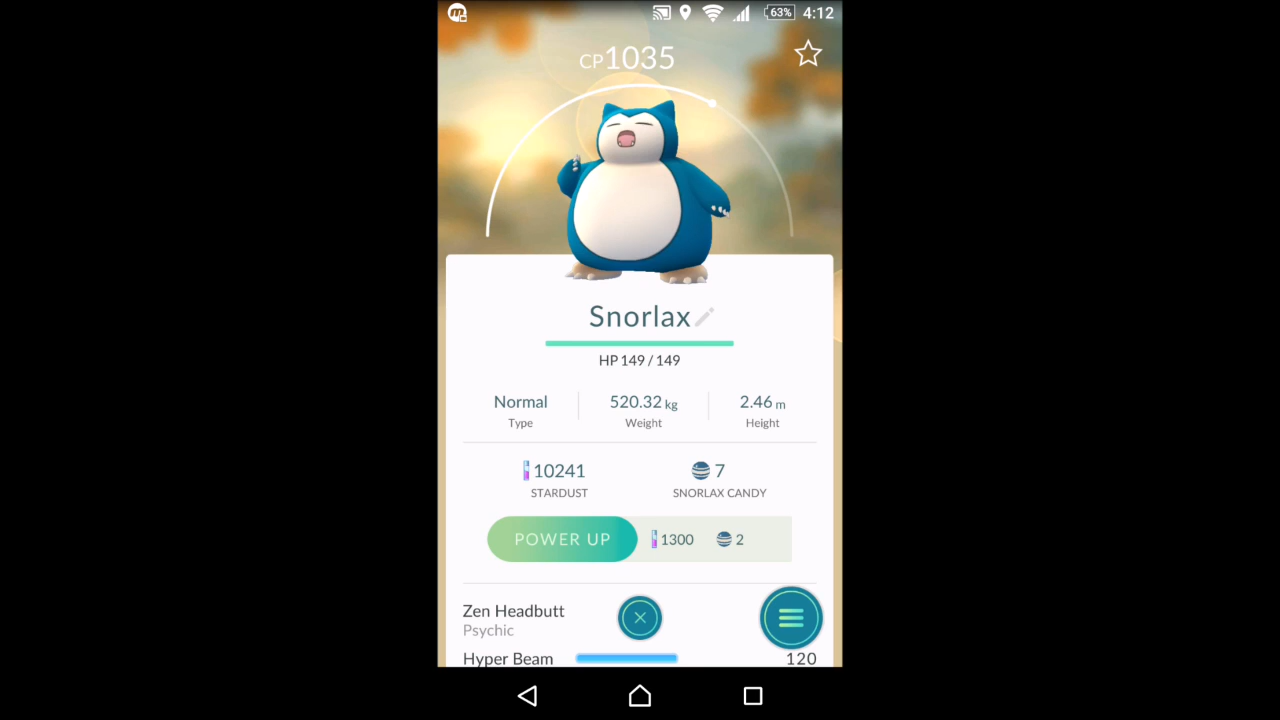 63% 4:12
CP1035
Snorlax
HP 149 / 149
Normal 520.32 kg 2.46 m
Type Weight Height
10241 7
STARDUST SNORLAX CANDY
POWER UP 1300 2
Zen Headbutt
Psychic
Hyper Beam 120